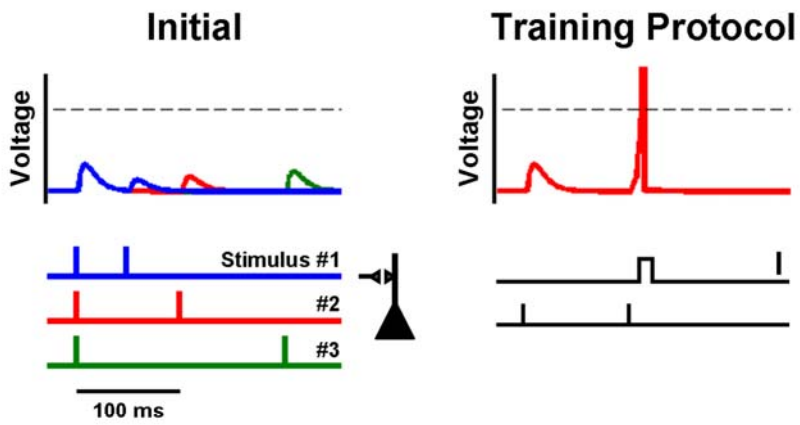 Initial
Training Protocol
Voltage
Voltage
Stimulus #1
#2
#3
100 ms